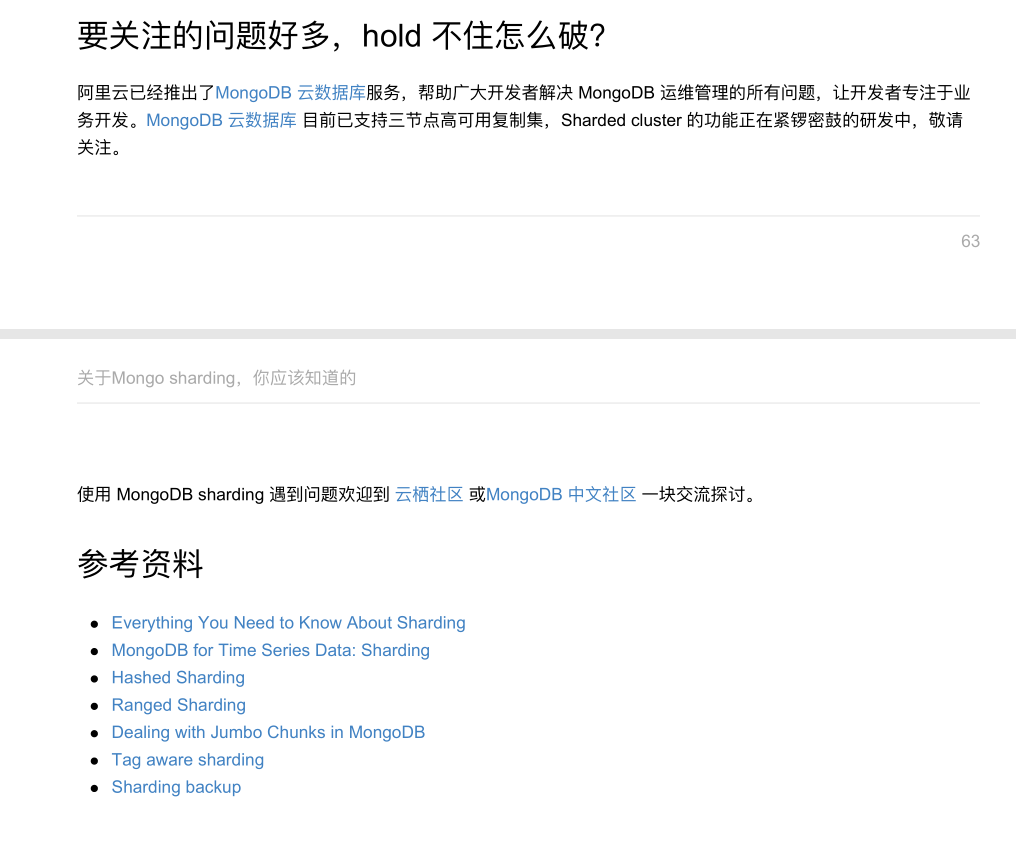 要关注的问题好多，hold 不住怎么破？
阿里云已经推出了MongoDB 云数据库服务，帮助广大开发者解决 MongoDB 运维管理的所有问题，让开发者专注于业
务开发。MongoDB 云数据库 目前已支持三节点高可用复制集，Sharded cluster 的功能正在紧锣密鼓的研发中，敬请
关注。
63
关于Mongo sharding，你应该知道的
使用 MongoDB sharding 遇到问题欢迎到 云栖社区 或MongoDB 中文社区 一块交流探讨。
参考资料
● Everything You Need to Know About Sharding
● MongoDB for Time Series Data: Sharding
● Hashed Sharding
● Ranged Sharding
● Dealing with Jumbo Chunks in MongoDB
● Tag aware sharding
● Sharding backup